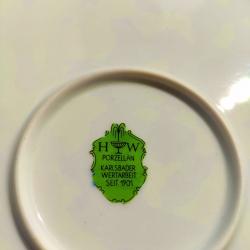 H W
PORZELLAN
KARLSBADER
WERTARBEIT
SEIT 1901